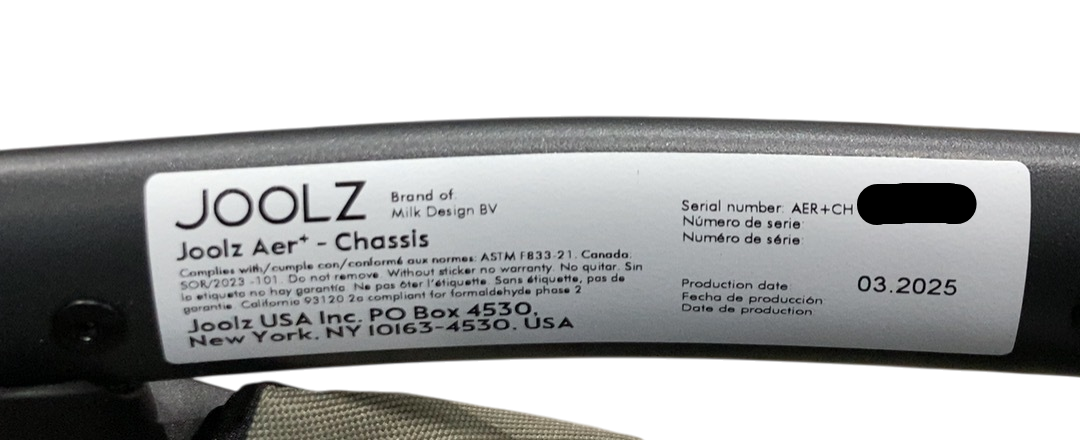 JOOLZ
Brand of
Milk Design BV
Joolz Aer+ - Chassis
Complies with/cumple con/conformé aux normes: ASTM F833-21. Canada:
SOR/2023 -101. Do not remove. Without sticker no warranty. No quitar. Sin
la etiqueta no hay garantía. Ne pas ôter l'étiquette. Sans étiquette, pas de
garantie. California 93120 2a compliant for formaldehyde phase 2
Joolz USA Inc. PO Box 4530,
New York, NY 10163-4530, USA
Serial number: AER+CH
Número de serie:
Numéro de série:
Production date
Fecha de producción
Date de production
03.2025